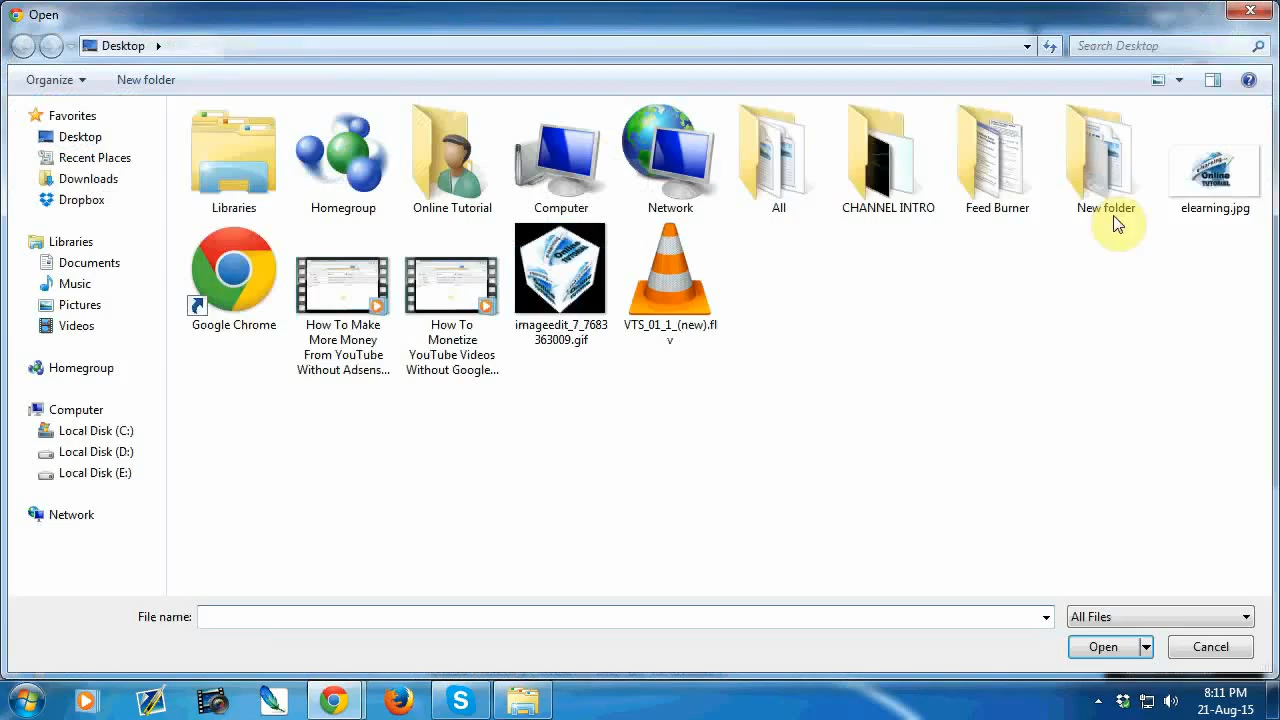 Open
Desktop
Search Desktop
Organize
New folder
Favorites
Desktop
Recent Places
Downloads
Dropbox
Libraries
Documents
Music
Pictures
Videos
Homegroup
Computer
Local Disk (C:)
Local Disk (D:)
Local Disk (E:)
Network
Libraries
Homegroup
Online Tutorial
Computer
Network
All
CHANNEL INTRO
Feed Burner
New folder
elearning.jpg
Google Chrome
How To Make
More Money
From YouTube
Without Adsens...
How To
Monetize
YouTube Videos
Without Google...
imageedit_7_7683
363009.gif
VTS_01_1_(new).fl
v
File name:
All Files
Open
Cancel
8:11 PM
21-Aug-15